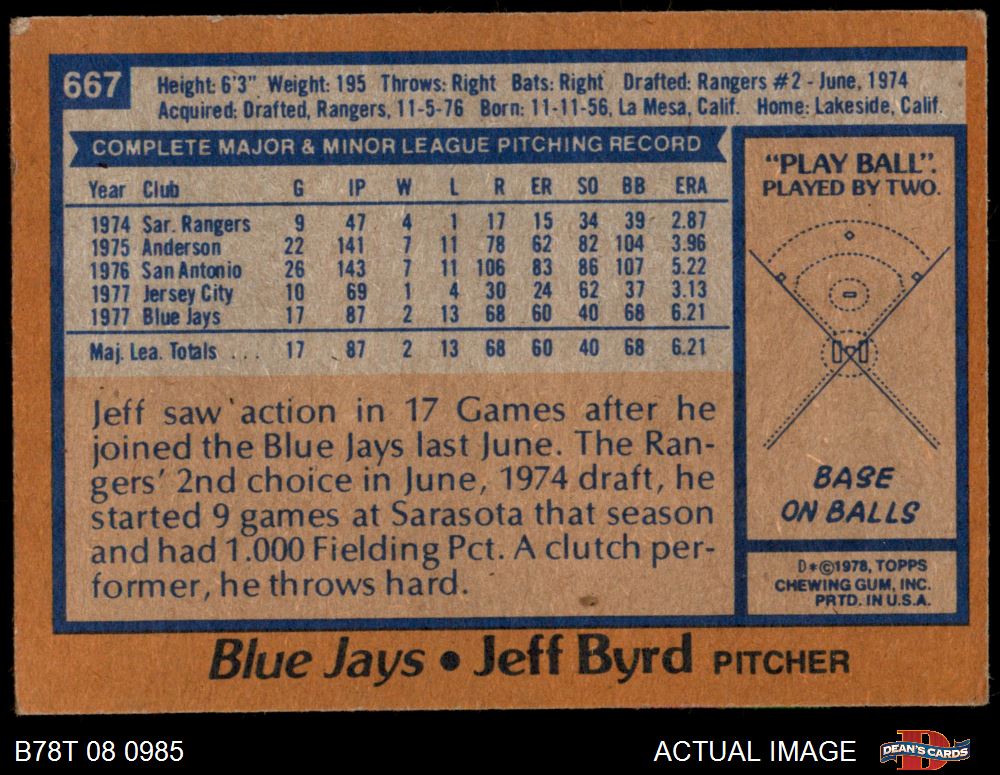 667
Height: 6'3" Weight: 195 Throws: Right Bats: Right Drafted: Rangers #2 - June, 1974
Acquired: Drafted, Rangers, 11-5-76 Born: 11-11-56, La Mesa, Calif. Home: Lakeside, Calif.
COMPLETE MAJOR & MINOR LEAGUE PITCHING RECORD
Year Club G IP W L R ER SO BB ERA
1974 Sar. Rangers 9 47 4 1 17 15 34 39 2.87
1975 Anderson 22 141 7 11 78 62 82 104 3.96
1976 San Antonio 26 143 7 11 106 83 86 107 5.22
1977 Jersey City 10 69 1 4 30 24 62 37 3.13
1977 Blue Jays 17 87 2 13 68 60 40 68 6.21
Maj. Lea. Totals ... 17 87 2 13 68 60 40 68 6.21
Jeff saw action in 17 Games after he
joined the Blue Jays last June. The Ran-
gers' 2nd choice in June, 1974 draft, he
started 9 games at Sarasota that season
and had 1.000 Fielding Pct. A clutch per-
former, he throws hard.
"PLAY BALL".
PLAYED BY TWO.
BASE
ON BALLS
D*©1978, TOPPS
CHEWING GUM, INC.
PRTD. IN U.S.A.
Blue Jays • Jeff Byrd PITCHER
B78T 08 0985
ACTUAL IMAGE
D
DEAN'S CARDS